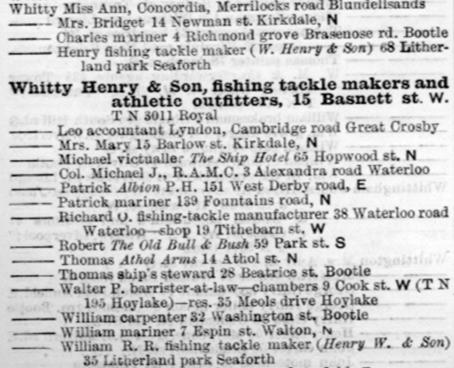 Whitty Miss Ann, Concordia, Merrilocks road Blundellsands
—— Mrs. Bridget 14 Newman st. Kirkdale, N
—— Charles mariner 4 Richmond grove Brasenose rd. Bootle
—— Henry fishing tackle maker (W. Henry & Son) 68 Lither-
land park Seaforth
Whitty Henry & Son, fishing tackle makers and
athletic outfitters, 15 Basnett st. W.
T N 3011 Royal
—— Leo accountant Lyndon, Cambridge road Great Crosby
—— Mrs. Mary 15 Barlow st. Kirkdale, N
—— Michael victualler The Ship Hotel 65 Hopwood st. N
—— Col. Michael J., R.A.M.C. 3 Alexandra road Waterloo
—— Patrick Albion P.H. 151 West Derby road, E
—— Patrick mariner 139 Fountains road, N
—— Richard O. fishing-tackle manufacturer 38 Waterloo road
Waterloo—shop 19 Tithebarn st. W
—— Robert The Old Bull & Bush 59 Park st. S
—— Thomas Athol Arms 14 Athol st. N
—— Thomas ship's steward 28 Beatrice st. Bootle
—— Walter P. barrister-at-law—chambers 9 Cook st. W (T N
195 Hoylake)—res. 35 Meols drive Hoylake
—— William carpenter 32 Washington st. Bootle
—— William mariner 7 Espin st. Walton, N
—— William R. R. fishing tackle maker (Henry W. & Son)
35 Litherland park Seaforth